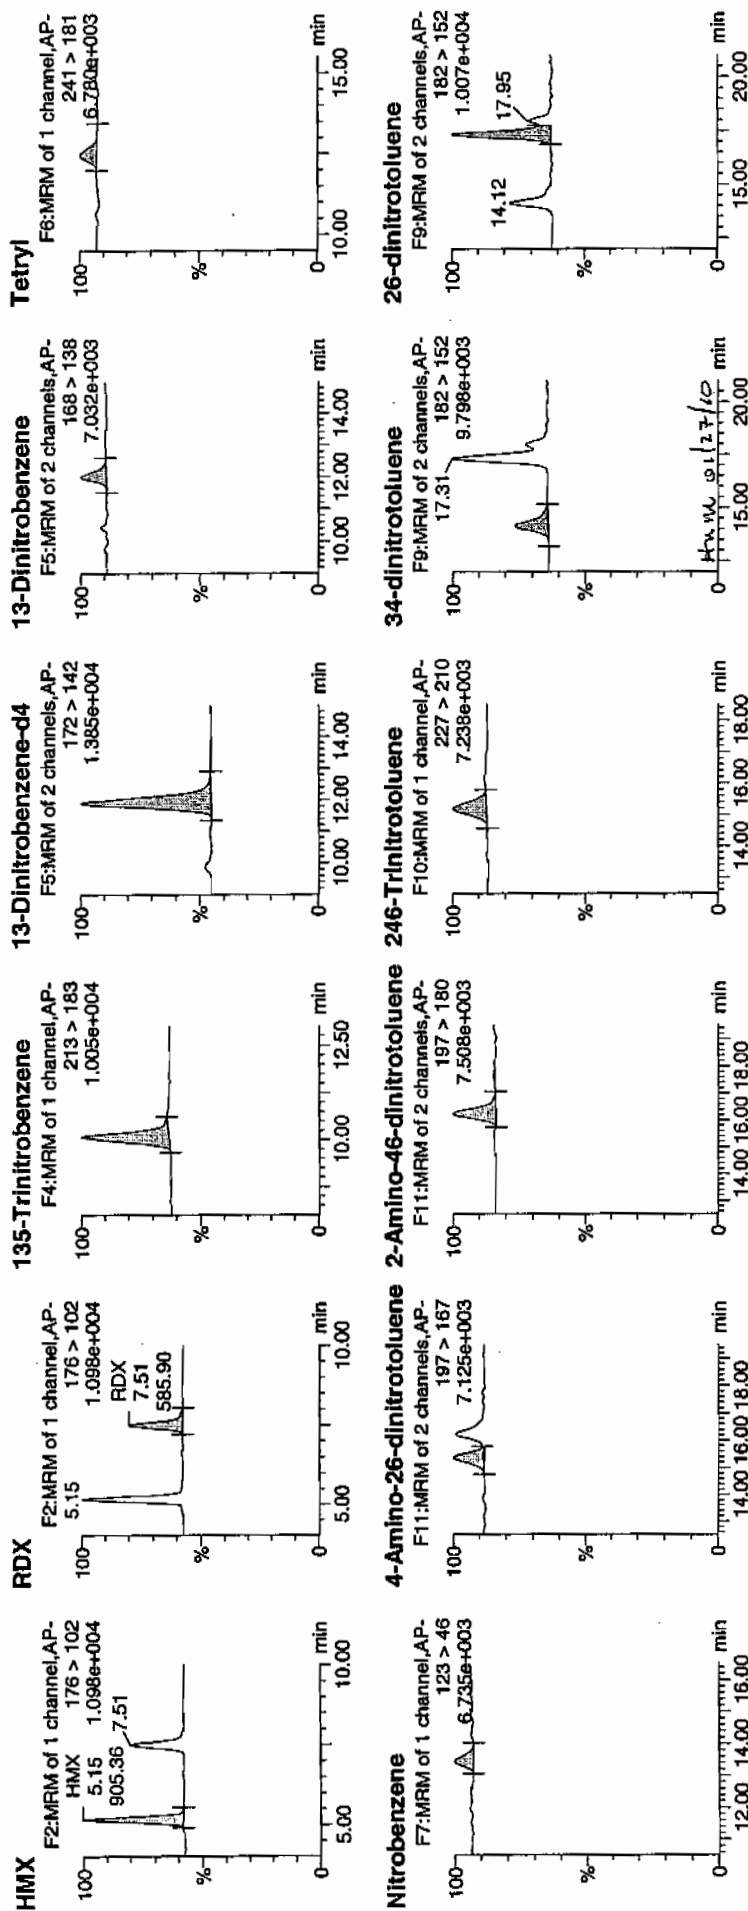 HMX
F2:MRM of 1 channel,AP-
176 > 102
1.098e+004
HMX
5.15
905.36
7.51
100
%
0
5.00
10.00
min
RDX
F2:MRM of 1 channel,AP-
176 > 102
1.098e+004
5.15
RDX
7.51
585.90
100
%
0
5.00
10.00
min
135-Trinitrobenzene
F4:MRM of 1 channel,AP-
213 > 183
1.005e+004
100
%
0
10.00
12.50
min
13-Dinitrobenzene-d4
F5:MRM of 2 channels,AP-
172 > 142
1.385e+004
100
%
0
10.00
12.00
14.00
min
13-Dinitrobenzene
F5:MRM of 2 channels,AP-
168 > 138
7.032e+003
100
%
0
10.00
12.00
14.00
min
Tetryl
F6:MRM of 1 channel,AP-
241 > 181
6.780e+003
100
%
0
10.00
15.00
min
Nitrobenzene
F7:MRM of 1 channel,AP-
123 > 46
6.735e+003
100
%
0
12.00
14.00
16.00
min
4-Amino-26-dinitrotoluene
F11:MRM of 2 channels,AP-
197 > 167
7.125e+003
100
%
0
14.00
16.00
18.00
min
2-Amino-46-dinitrotoluene
F11:MRM of 2 channels,AP-
197 > 180
7.508e+003
100
%
0
14.00
16.00
18.00
min
246-Trinitrotoluene
F10:MRM of 1 channel,AP-
227 > 210
7.238e+003
100
%
0
14.00
16.00
18.00
min
34-dinitrotoluene
F9:MRM of 2 channels,AP-
182 > 152
9.798e+003
17.31
100
%
0
15.00
20.00
min
01/27/10
26-dinitrotoluene
F9:MRM of 2 channels,AP-
182 > 152
1.007e+004
14.12
17.95
100
%
0
15.00
20.00
min